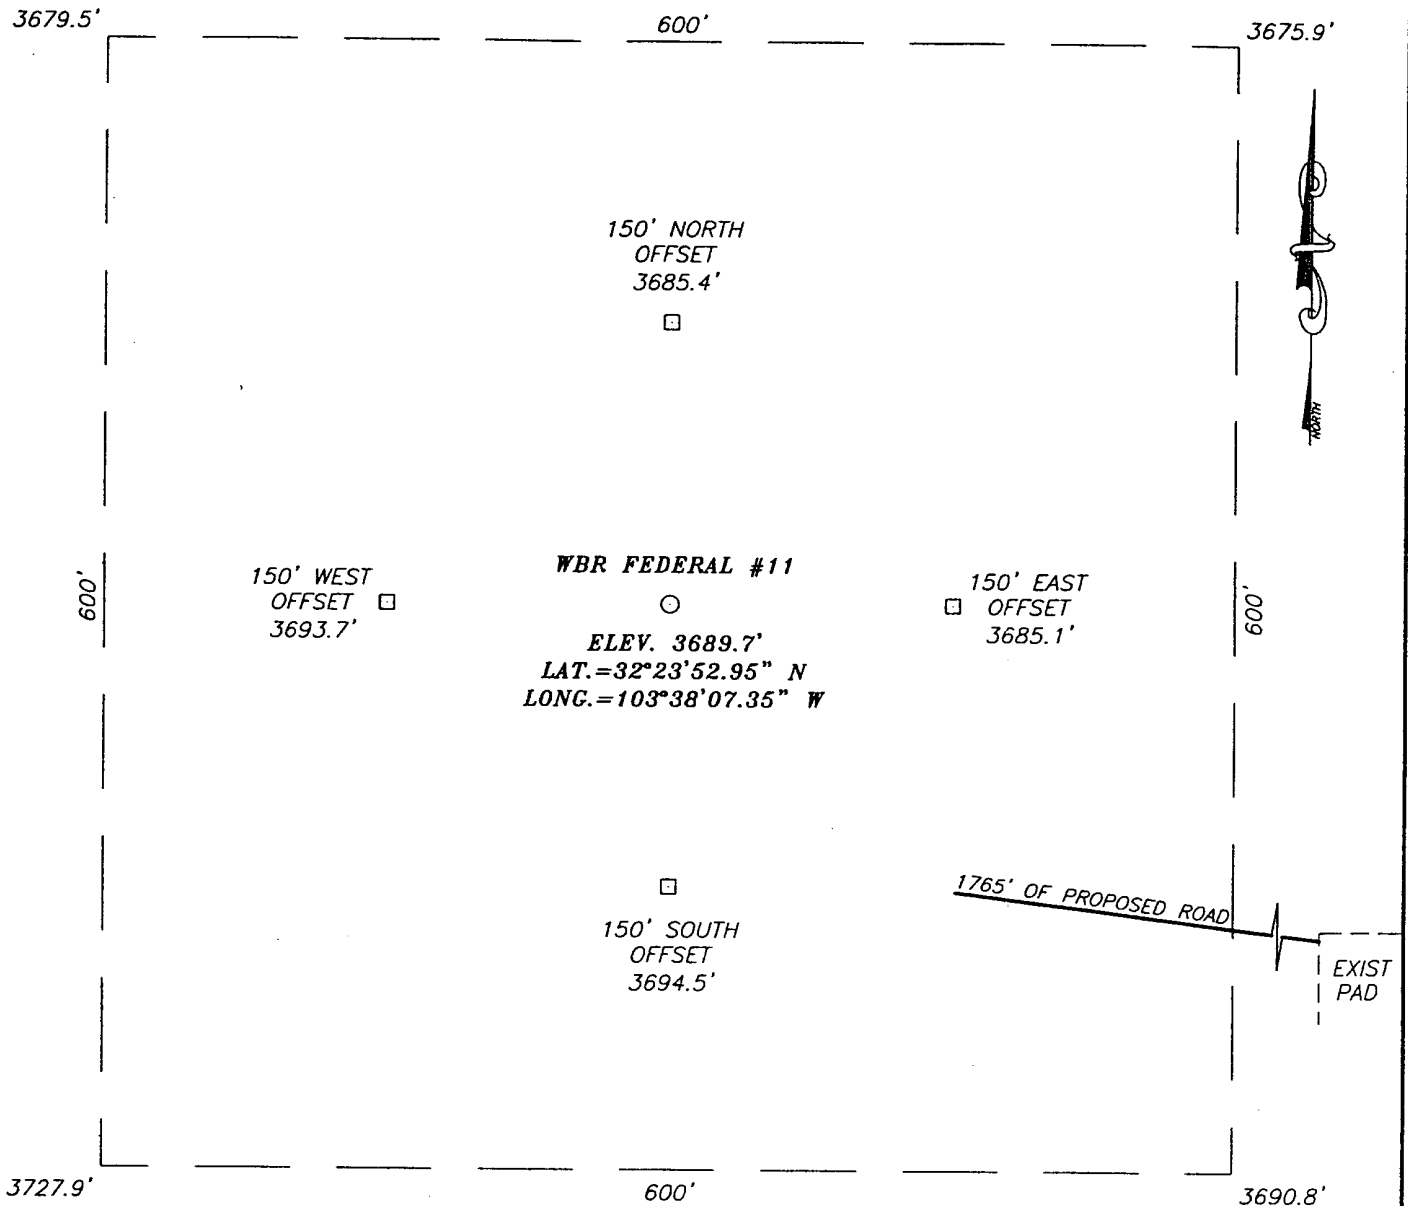 3679.5'
600'
3675.9'
150' NORTH
OFFSET
3685.4'
NORTH
600'
150' WEST
OFFSET
3693.7'
WBR FEDERAL #11
ELEV. 3689.7'
LAT.=32°23'52.95" N
LONG.=103°38'07.35" W
150' EAST
OFFSET
3685.1'
600'
150' SOUTH
OFFSET
3694.5'
1765' OF PROPOSED ROAD
EXIST
PAD
3727.9'
600'
3690.8'